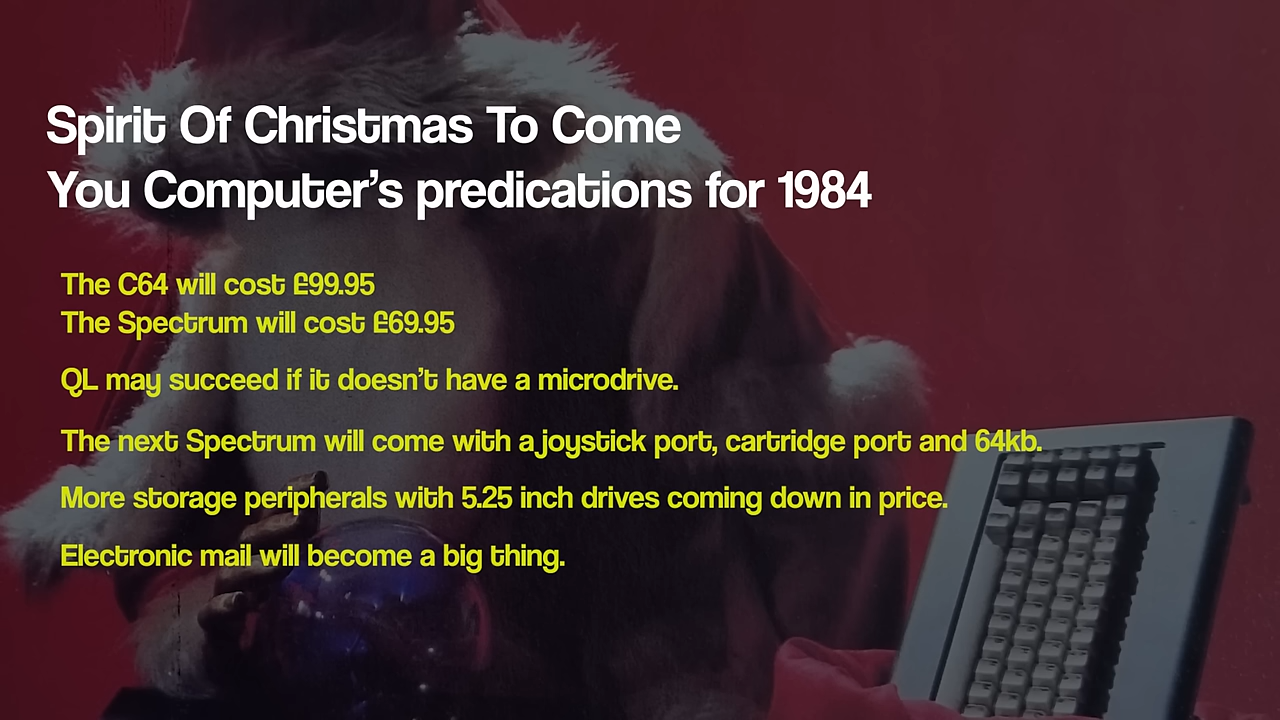 Spirit Of Christmas To Come
You Computer’s predications for 1984
The C64 will cost £99.95
The Spectrum will cost £69.95
QL may succeed if it doesn’t have a microdrive.
The next Spectrum will come with a joystick port, cartridge port and 64kb.
More storage peripherals with 5.25 inch drives coming down in price.
Electronic mail will become a big thing.